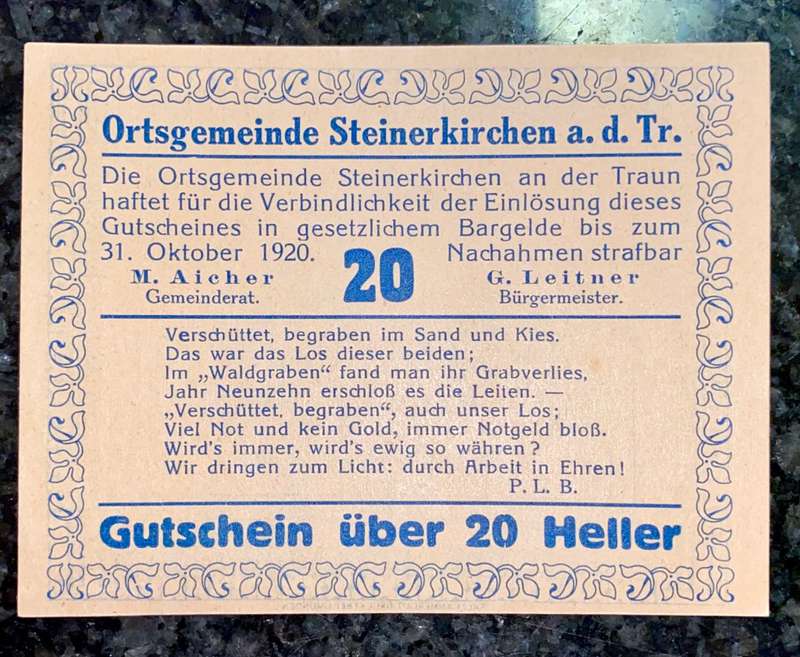 Ortsgemeinde Steinerkirchen a. d. Tr.
Die Ortsgemeinde Steinerkirchen an der Traun
haftet für die Verbindlichkeit der Einlösung dieses
Gutscheines in gesetzlichem Bargelde bis zum
31. Oktober 1920. 20 Nachahmen strafbar
M. Aicher G. Leitner
Gemeinderat. Bürgermeister.
Verschüttet, begraben im Sand und Kies.
Das war das Los dieser beiden;
Im „Waldgraben“ fand man ihr Grabverlies,
Jahr Neunzehn erschloß es die Leiten. —
„Verschüttet, begraben“, auch unser Los;
Viel Not und kein Gold, immer Notgeld bloß.
Wird's immer, wird's ewig so währen?
Wir dringen zum Licht: durch Arbeit in Ehren!
P. L. B.
Gutschein über 20 Heller